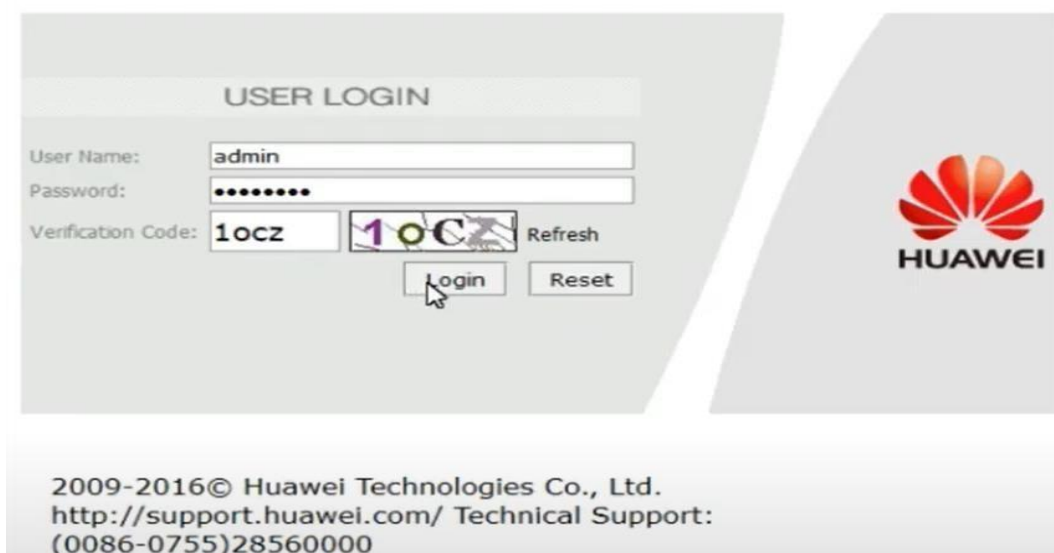 USER LOGIN
User Name: admin
Password: ••••••••
Verification Code: 1ocz 1oCZ Refresh
Login Reset
HUAWEI
2009-2016© Huawei Technologies Co., Ltd.
http://support.huawei.com/ Technical Support:
(0086-0755)28560000